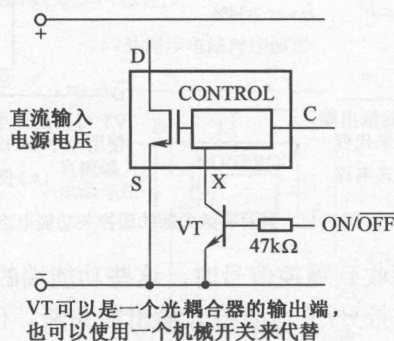 +
D
CONTROL
直流输入
电源电压
C
S
X
VT
ON/O̅F̅F̅
47kΩ
VT可以是一个光耦合器的输出端，
也可以使用一个机械开关来代替